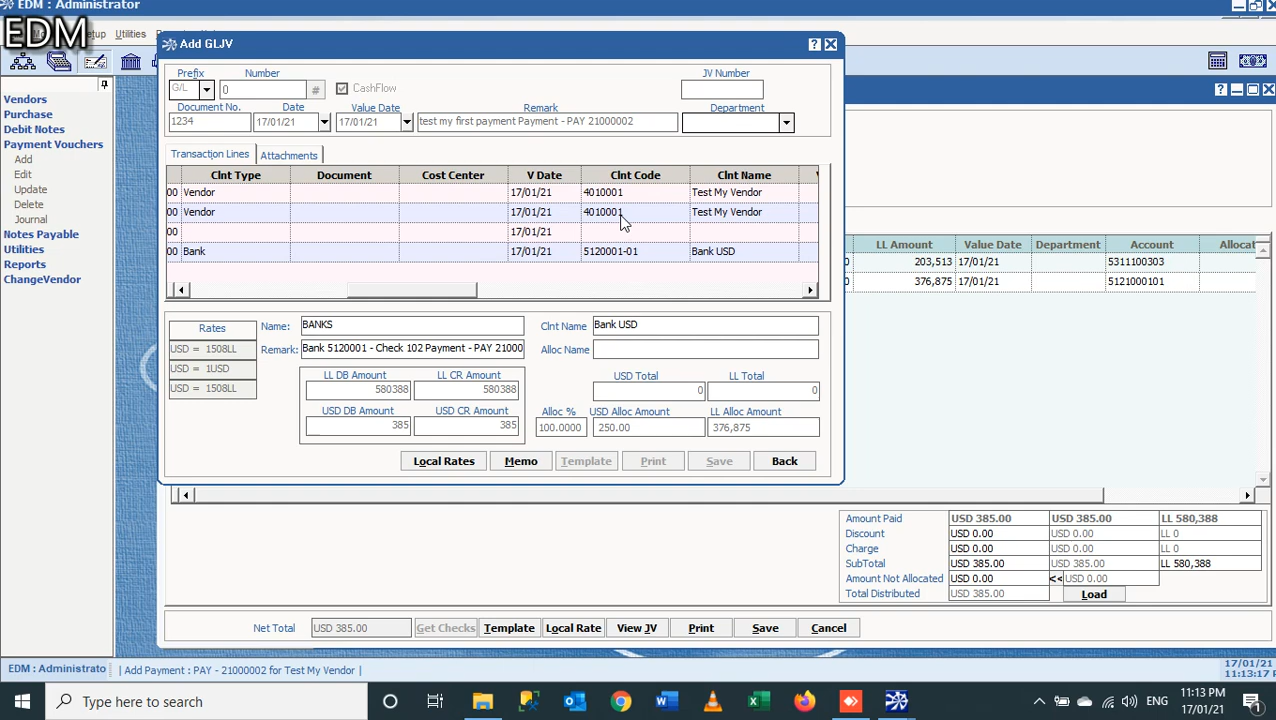 EDM : Administrator
EDM
etup Utilities
Add GLJV
Prefix Number JV Number
G/L 0 # CashFlow
Document No. Date Value Date Remark Department
1234 17/01/21 17/01/21 test my first payment Payment - PAY 21000002
Transaction Lines Attachments
Clnt Type Document Cost Center V Date Clnt Code Clnt Name
00 Vendor 17/01/21 4010001 Test My Vendor
00 Vendor 17/01/21 4010001 Test My Vendor
00 17/01/21
00 Bank 17/01/21 5120001-01 Bank USD
Rates Name: BANKS Clnt Name Bank USD
USD = 1508LL Remark: Bank 5120001 - Check 102 Payment - PAY 21000 Alloc Name
USD = 1USD
USD = 1508LL
LL DB Amount LL CR Amount USD Total LL Total
580388 580388 0 0
USD DB Amount USD CR Amount Alloc % USD Alloc Amount LL Alloc Amount
385 385 100.0000 250.00 376,875
Local Rates Memo Template Print Save Back
Vendors
Purchase
Debit Notes
Payment Vouchers
Add
Edit
Update
Delete
Journal
Notes Payable
Utilities
Reports
ChangeVendor
LL Amount Value Date Department Account Allocat
0 203,513 17/01/21 5311100303
0 376,875 17/01/21 5121000101
Amount Paid USD 385.00 USD 385.00 LL 580,388
Discount USD 0.00 USD 0.00 LL 0
Charge USD 0.00 USD 0.00 LL 0
SubTotal USD 385.00 USD 385.00 LL 580,388
Amount Not Allocated USD 0.00 << USD 0.00
Total Distributed USD 385.00 Load
Net Total USD 385.00 Get Checks Template Local Rate View JV Print Save Cancel
EDM : Administrato | Add Payment : PAY - 21000002 for Test My Vendor |
17/01/21
11:13:17 P
Type here to search
ENG
11:13 PM
17/01/21
1